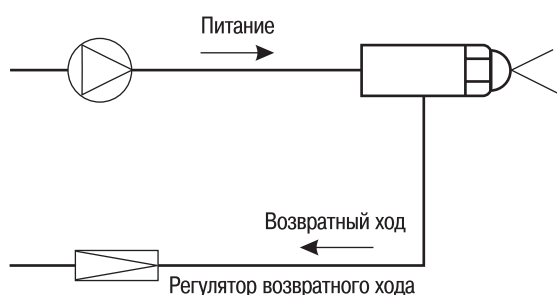 Питание
Возвратный ход
Регулятор возвратного хода